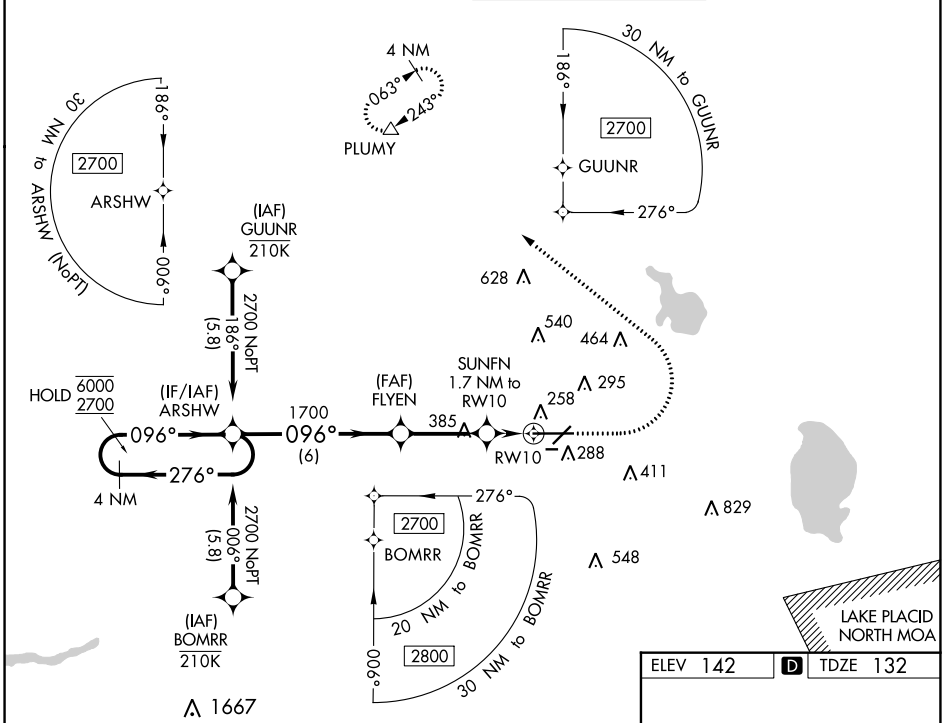 4 NM
063°
243°
PLUMY
30 NM to GUUNR
186°
2700
GUUNR
276°
30 NM to ARSHW (NoPT)
186°
2700
ARSHW
006°
(IAF)
GUUNR
210K
2700 NoPT
186°
(5.8)
628
540
464
295
258
SUNFN
1.7 NM to
RW10
(FAF)
FLYEN
385
HOLD 6000
2700
(IF/IAF)
ARSHW
096°
1700
096°
(6)
RW10
288
276°
4 NM
411
829
548
2700 NoPT
006°
(5.8)
(IAF)
BOMRR
210K
276°
2700
BOMRR
20 NM to BOMRR
006°
2800
30 NM to BOMRR
LAKE PLACID
NORTH MOA
ELEV 142 D TDZE 132
1667